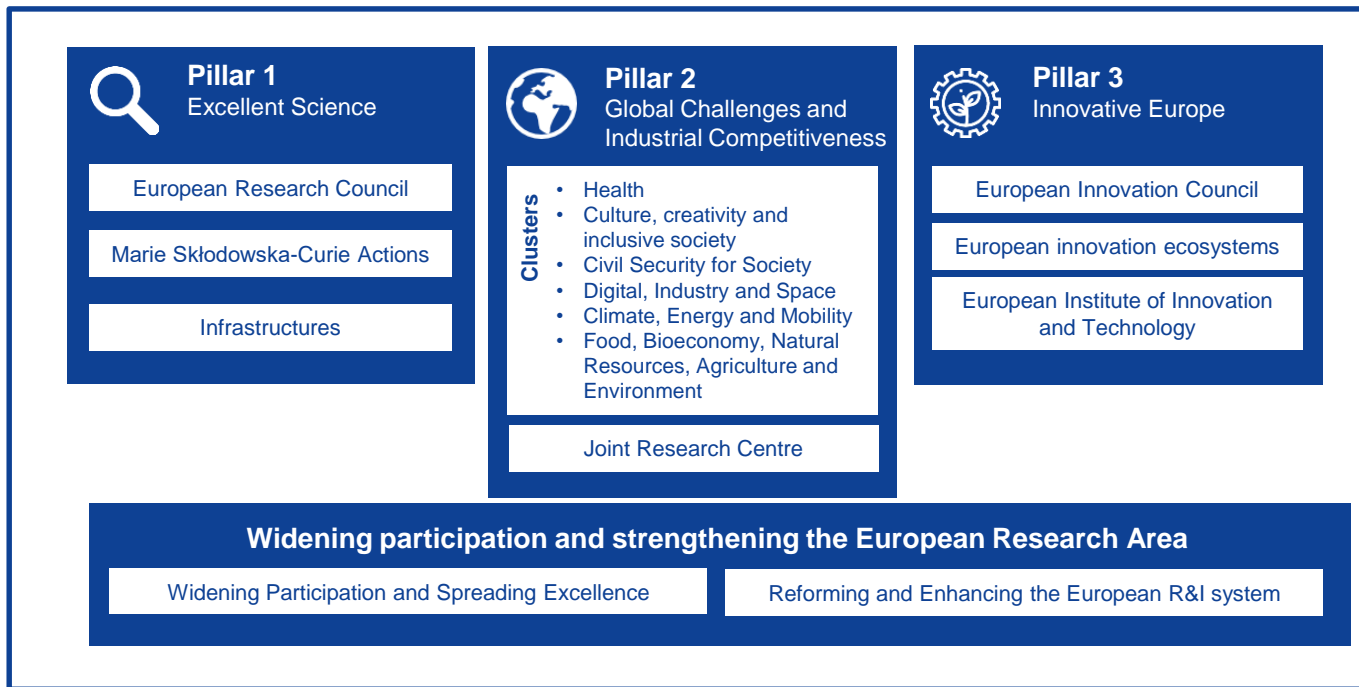 Pillar 1
Excellent Science
European Research Council
Marie Skłodowska-Curie Actions
Infrastructures
Pillar 2
Global Challenges and
Industrial Competitiveness
Clusters
• Health
• Culture, creativity and
inclusive society
• Civil Security for Society
• Digital, Industry and Space
• Climate, Energy and Mobility
• Food, Bioeconomy, Natural
Resources, Agriculture and
Environment
Joint Research Centre
Pillar 3
Innovative Europe
European Innovation Council
European innovation ecosystems
European Institute of Innovation
and Technology
Widening participation and strengthening the European Research Area
Widening Participation and Spreading Excellence
Reforming and Enhancing the European R&I system